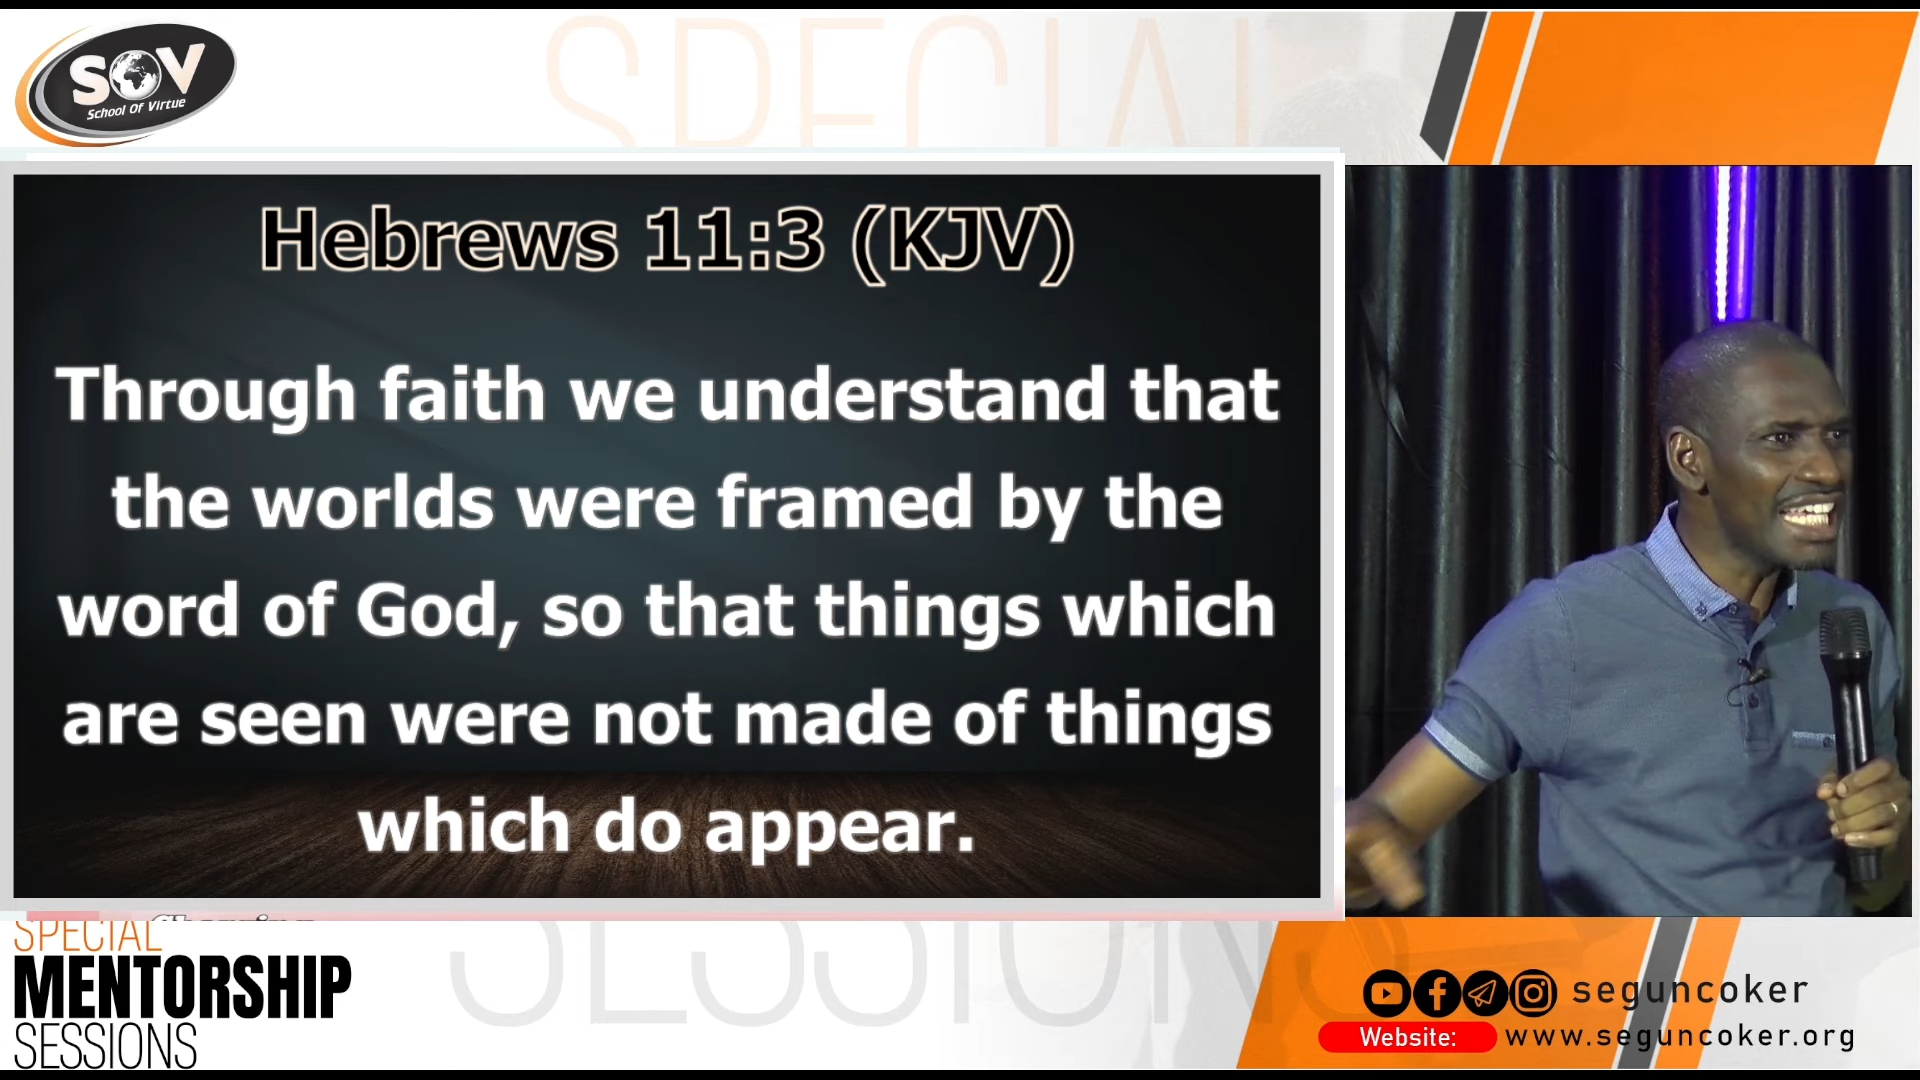 SPECIAL
SOV
School Of Virtue
Hebrews 11:3 (KJV)
Through faith we understand that
the worlds were framed by the
word of God, so that things which
are seen were not made of things
which do appear.
SPECIAL
MENTORSHIP
SESSIONS
SESSIONS
seguncoker
Website: www.seguncoker.org